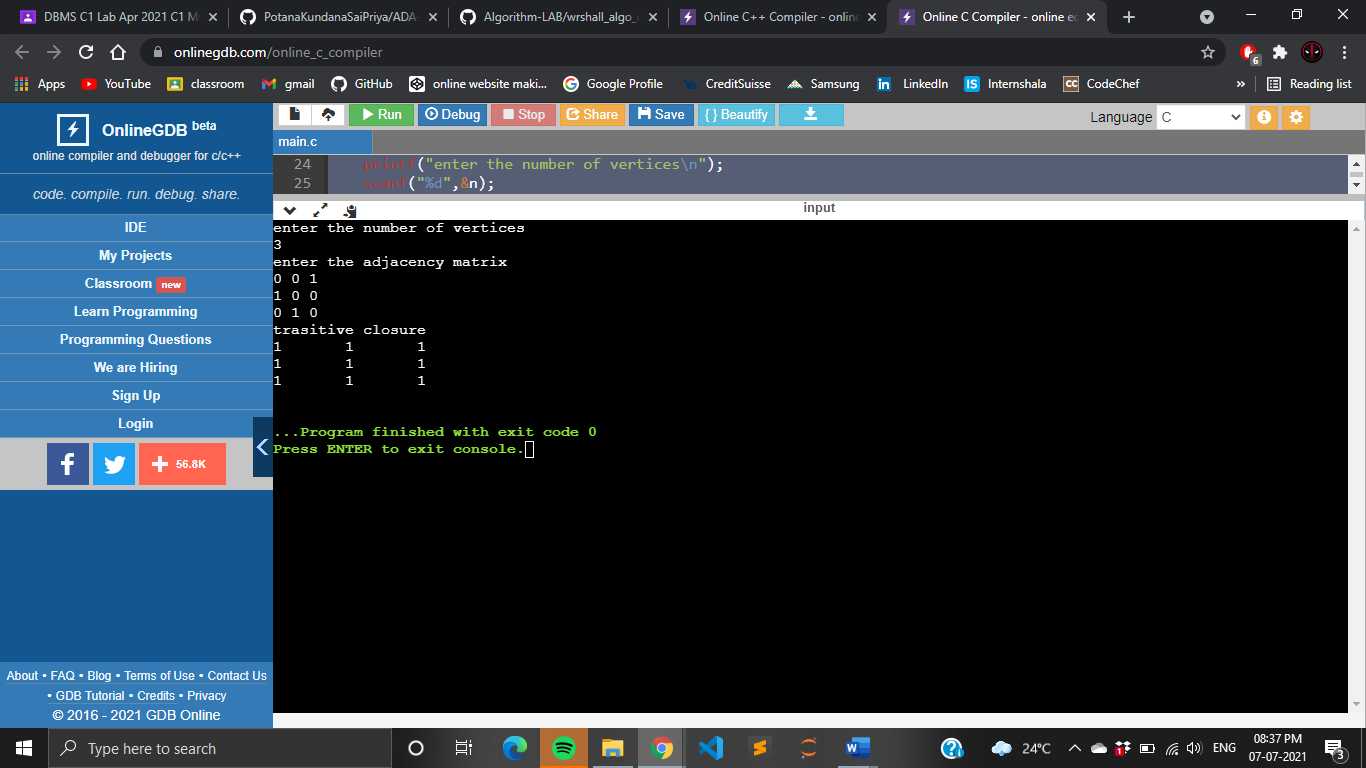 DBMS C1 Lab Apr 2021 C1 M
PotanaKundanaSaiPriya/ADA-
Algorithm-LAB/wrshall_algo_
Online C++ Compiler - online
Online C Compiler - online ed
onlinegdb.com/online_c_compiler
6
Apps YouTube classroom gmail GitHub online website maki... Google Profile CreditSuisse Samsung LinkedIn Internshala CodeChef » Reading list
OnlineGDB beta
online compiler and debugger for c/c++
code. compile. run. debug. share.
IDE
My Projects
Classroom new
Learn Programming
Programming Questions
We are Hiring
Sign Up
Login
56.8K
About • FAQ • Blog • Terms of Use • Contact Us
• GDB Tutorial • Credits • Privacy
© 2016 - 2021 GDB Online
Run Debug Stop Share Save { } Beautify
Language C
main.c
24 printf("enter the number of vertices\n");
25 scanf("%d",&n);
input
enter the number of vertices
3
enter the adjacency matrix
0 0 1
1 0 0
0 1 0
trasitive closure
1 1 1
1 1 1
1 1 1
...Program finished with exit code 0
Press ENTER to exit console.
Type here to search
24°C ENG
08:37 PM
07-07-2021
3